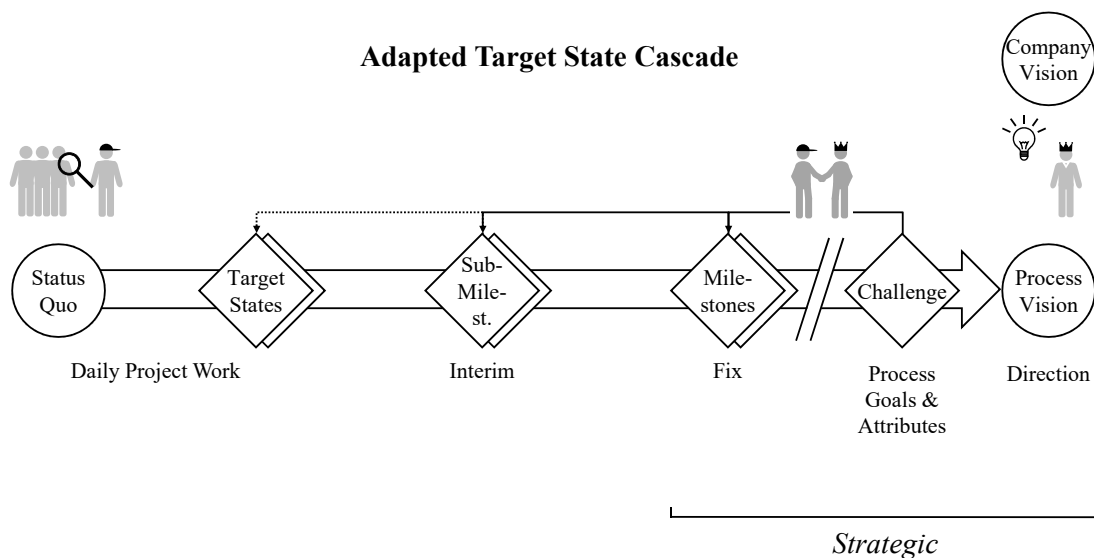 Adapted Target State Cascade
Company
Vision
Status
Quo
Target
States
Sub-
Mile-
st.
Mile-
stones
Challenge
Process
Vision
Daily Project Work
Interim
Fix
Process
Goals &
Attributes
Direction
Strategic